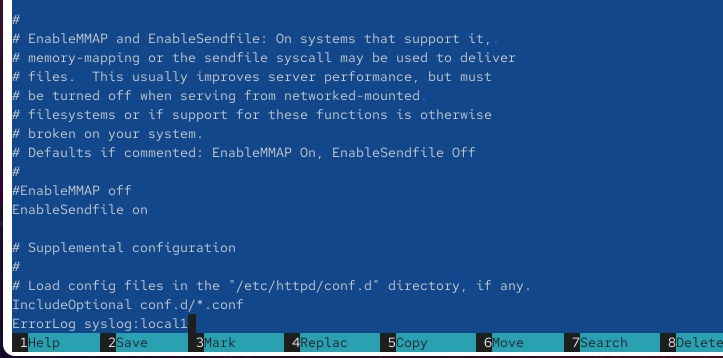 #
# EnableMMAP and EnableSendfile: On systems that support it,.
# memory-mapping or the sendfile syscall may be used to deliver
# files.  This usually improves server performance, but must
# be turned off when serving from networked-mounted.
# filesystems or if support for these functions is otherwise
# broken on your system.
# Defaults if commented: EnableMMAP On, EnableSendfile Off
#
#EnableMMAP off
EnableSendfile on

# Supplemental configuration
#
# Load config files in the "/etc/httpd/conf.d" directory, if any.
IncludeOptional conf.d/*.conf
ErrorLog syslog:local1
1Help 2Save 3Mark 4Replac 5Copy 6Move 7Search 8Delete